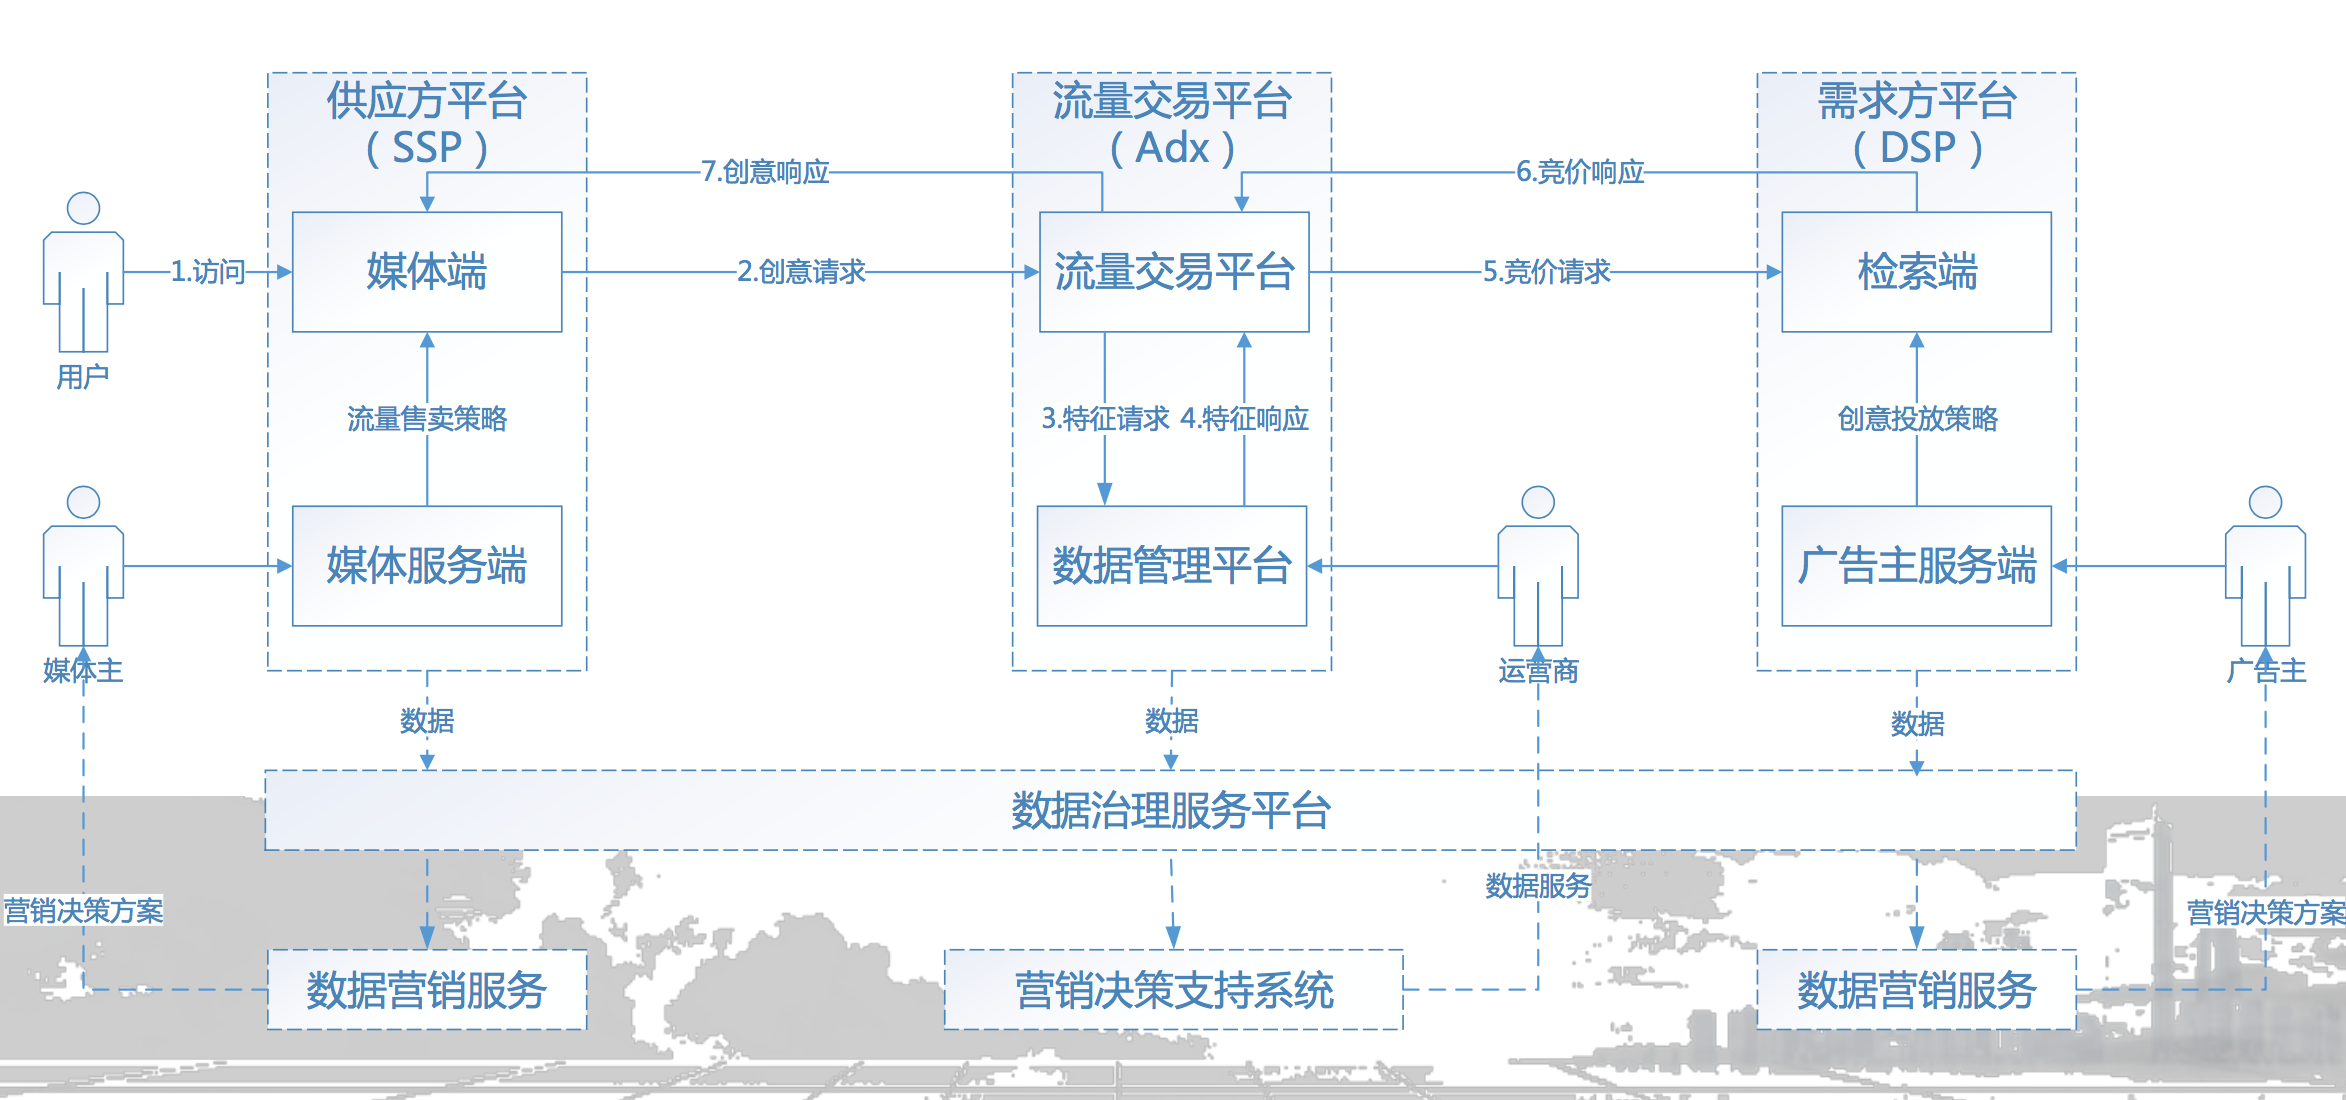 供应方平台
（SSP）
流量交易平台
（Adx）
需求方平台
（DSP）
7.创意响应
6.竞价响应
1.访问
媒体端
2.创意请求
流量交易平台
5.竞价请求
检索端
用户
流量售卖策略
3.特征请求
4.特征响应
创意投放策略
媒体服务端
数据管理平台
广告主服务端
媒体主
运营商
广告主
数据
数据
数据
数据治理服务平台
数据服务
营销决策方案
营销决策方案
数据营销服务
营销决策支持系统
数据营销服务